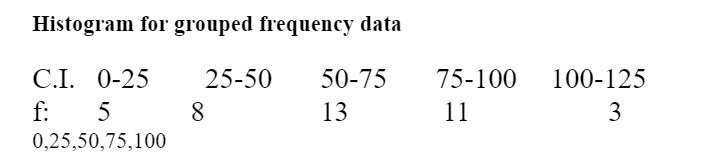 Histogram for grouped frequency data
C.I. 0-25 25-50 50-75 75-100 100-125
f: 5 8 13 11 3
0,25,50,75,100